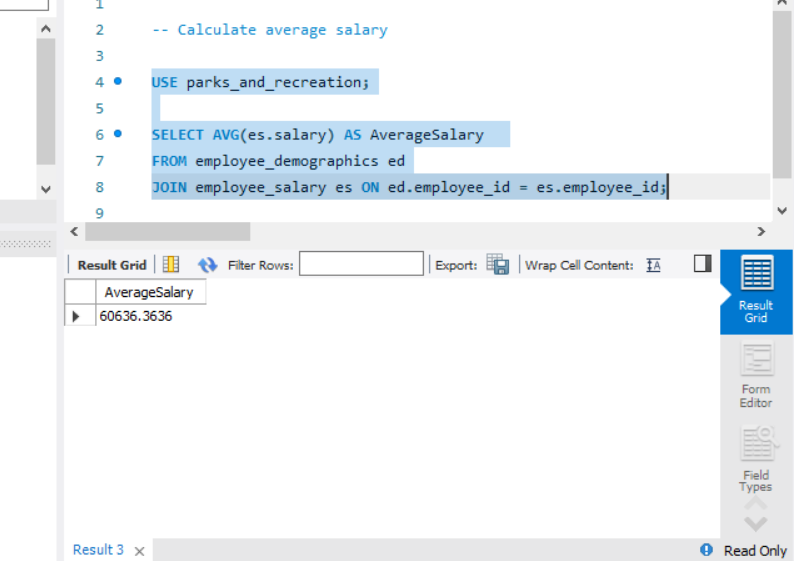 1
2 -- Calculate average salary
3
4 USE parks_and_recreation;
5
6 SELECT AVG(es.salary) AS AverageSalary
7 FROM employee_demographics ed
8 JOIN employee_salary es ON ed.employee_id = es.employee_id;
9
Result Grid Filter Rows: Export: Wrap Cell Content: IA
AverageSalary
60636.3636
Result
Grid
Form
Editor
Field
Types
Result 3 Read Only